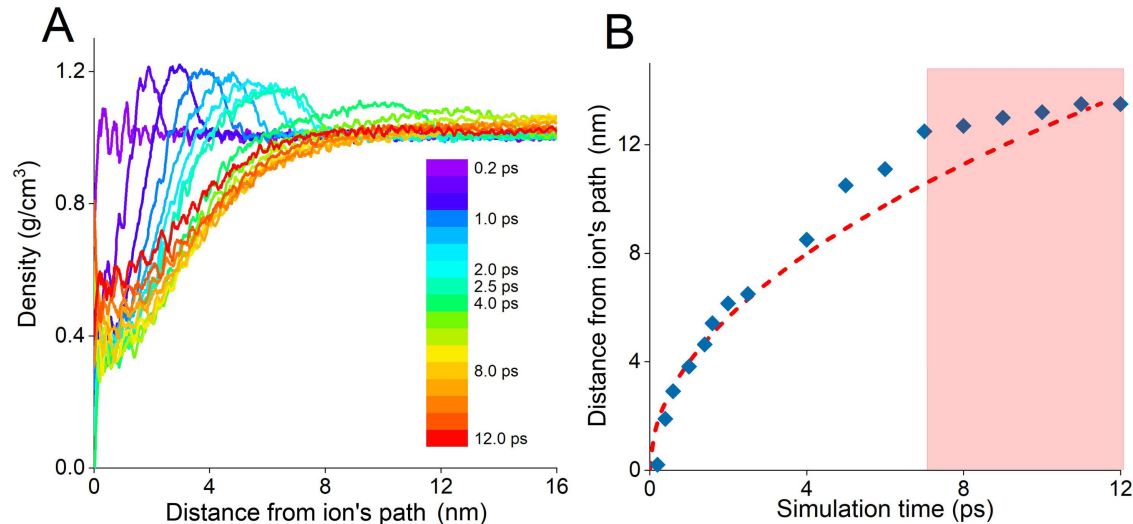 A
Density (g/cm³)
1.2
0.8
0.4
0.0
0
4
8
12
16
Distance from ion's path (nm)
0.2 ps
1.0 ps
2.0 ps
2.5 ps
4.0 ps
8.0 ps
12.0 ps
B
Distance from ion's path (nm)
12
8
4
0
0
2
4
6
8
10
12
Simulation time (ps)